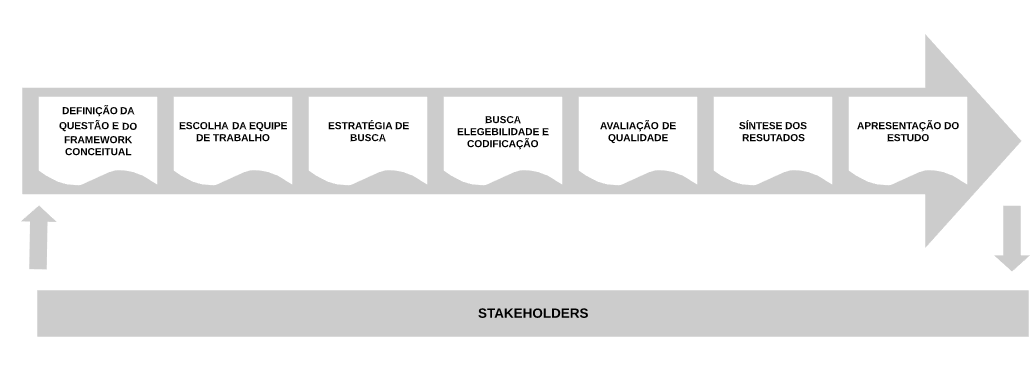 DEFINIÇÃO DA
QUESTÃO E DO
FRAMEWORK
CONCEITUAL
ESCOLHA DA EQUIPE
DE TRABALHO
ESTRATÉGIA DE
BUSCA
BUSCA
ELEGEBILIDADE E
CODIFICAÇÃO
AVALIAÇÃO DE
QUALIDADE
SÍNTESE DOS
RESUTADOS
APRESENTAÇÃO DO
ESTUDO
STAKEHOLDERS